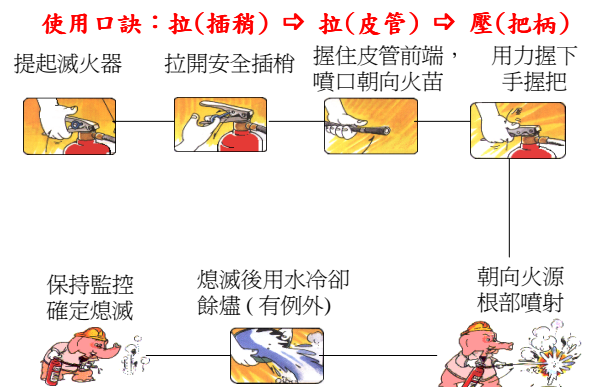 使用口訣：拉(插稍) ⇨ 拉(皮管) ⇨ 壓(把柄)
提起滅火器
拉開安全插梢
握住皮管前端，
噴口朝向火苗
用力握下
手握把
朝向火源
根部噴射
熄滅後用水冷卻
餘燼 ( 有例外)
保持監控
確定熄滅